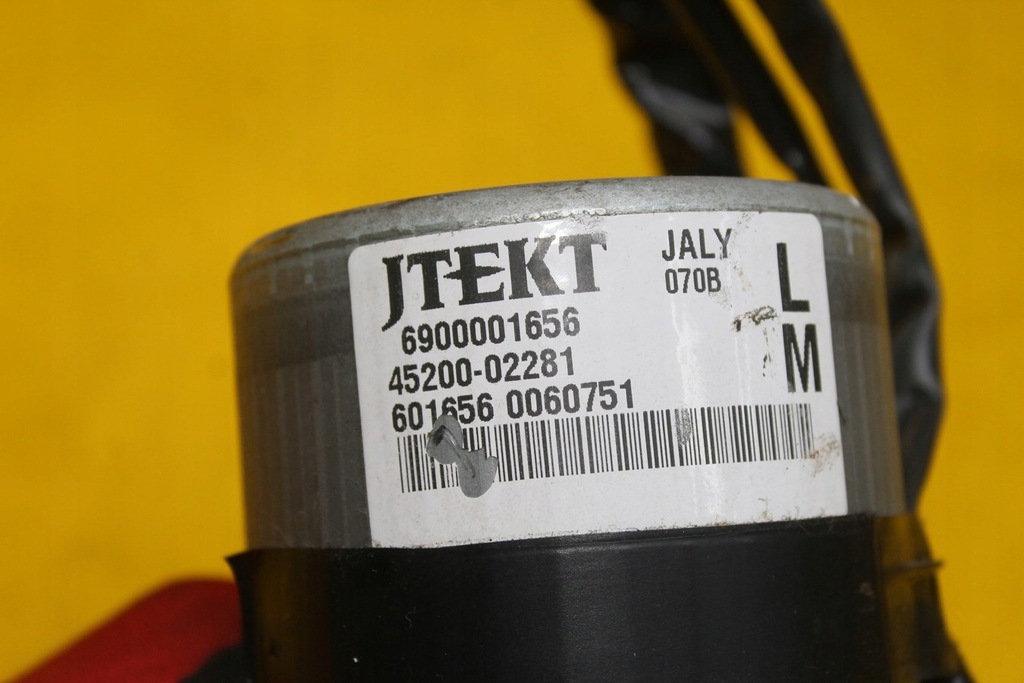 JTEKT
JALY
070B
L
M
6900001656
45200-02281
601656 0060751